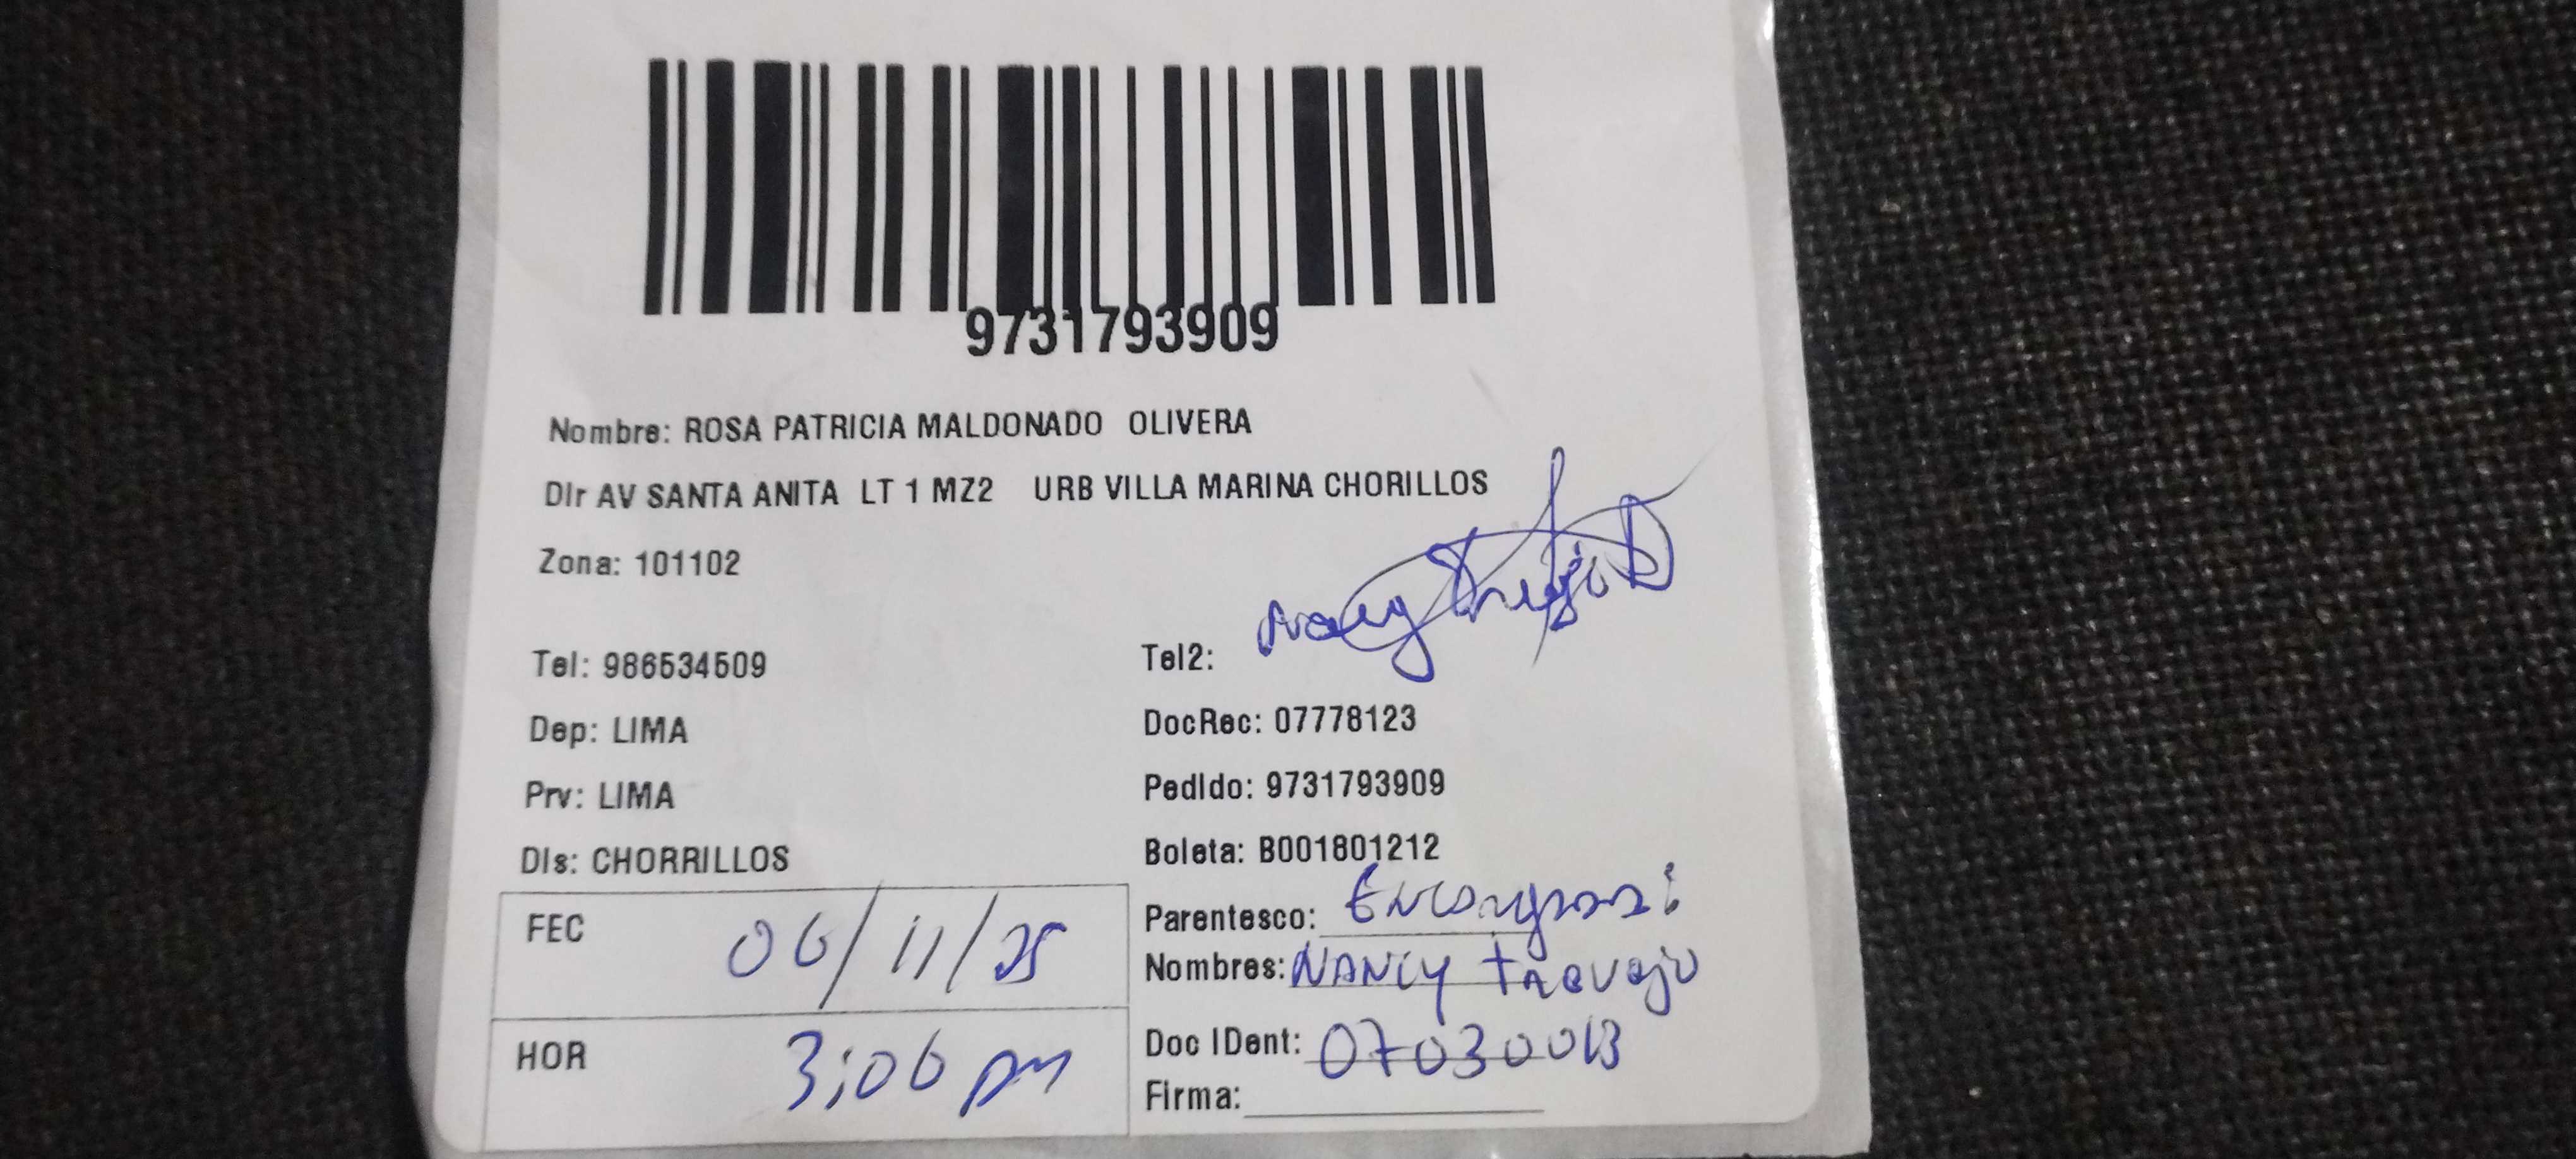 9731793909
Nombre: ROSA PATRICIA MALDONADO OLIVERA
Dir AV SANTA ANITA LT 1 MZ2 URB VILLA MARINA CHORILLOS
Zona: 101102
Tel: 986534509 Tel2:
Dep: LIMA DocRec: 07778123
Prv: LIMA Pedido: 9731793909
Dis: CHORRILLOS Boleta: B001801212
FEC 06/11/25 Parentesco:
Nombres: NANCY
HOR 3:06 pm Doc IDent:
Firma: